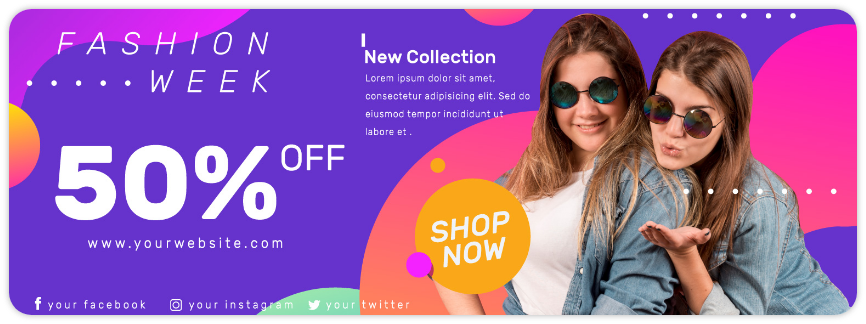 FASHION
WEEK
50% OFF
www.yourwebsite.com
your facebook
your instagram
your twitter
New Collection
Lorem ipsum dolor sit amet,
consectetur adipisicing elit. Sed do
eiusmod tempor incididunt ut
labore et .
SHOP
NOW